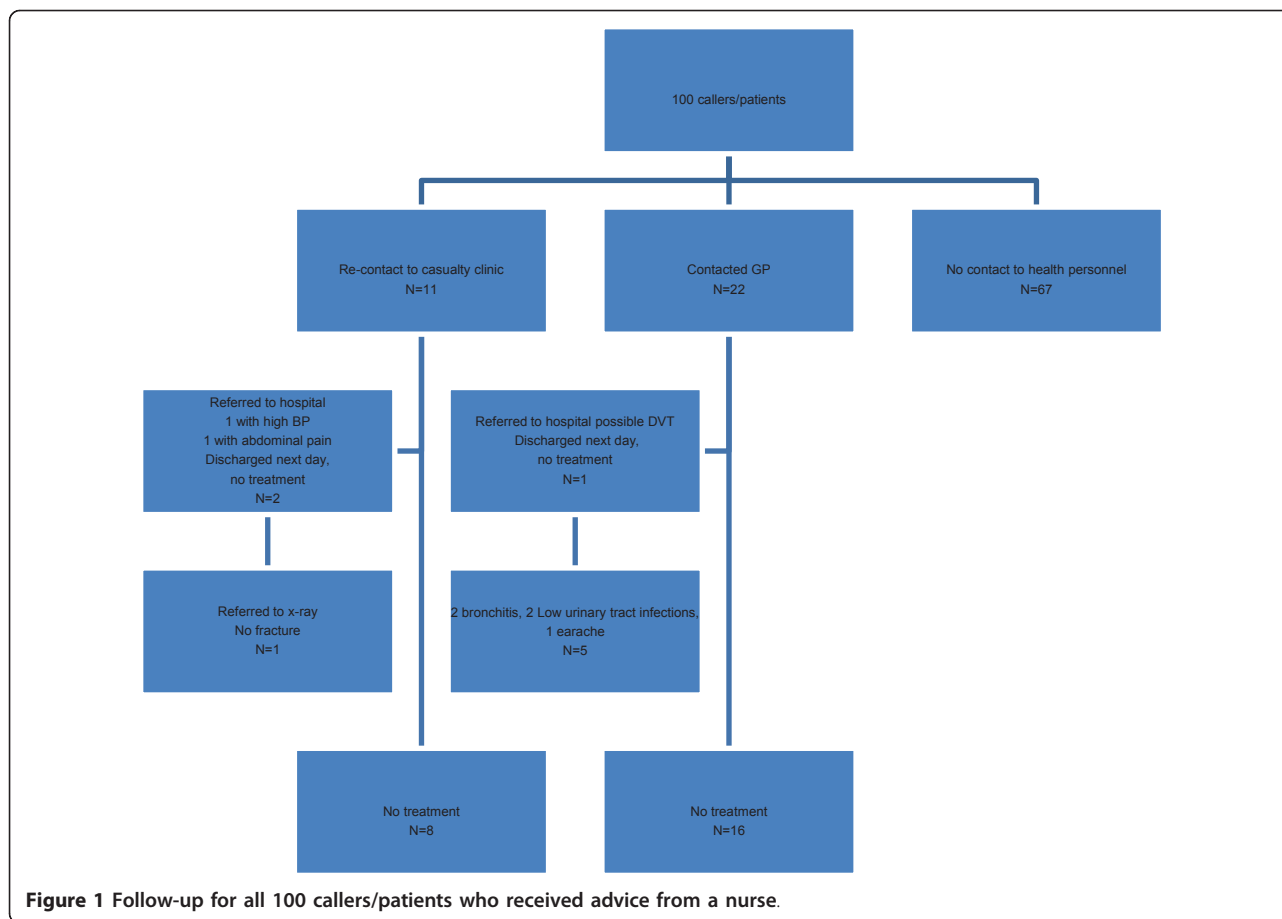 100 callers/patients
Re-contact to casualty clinic
N=11
Contacted GP
N=22
No contact to health personnel
N=67
Referred to hospital
1 with high BP
1 with abdominal pain
Discharged next day,
no treatment
N=2
Referred to hospital possible DVT
Discharged next day,
no treatment
N=1
Referred to x-ray
No fracture
N=1
2 bronchitis, 2 Low urinary tract infections,
1 earache
N=5
No treatment
N=8
No treatment
N=16
Figure 1 Follow-up for all 100 callers/patients who received advice from a nurse.